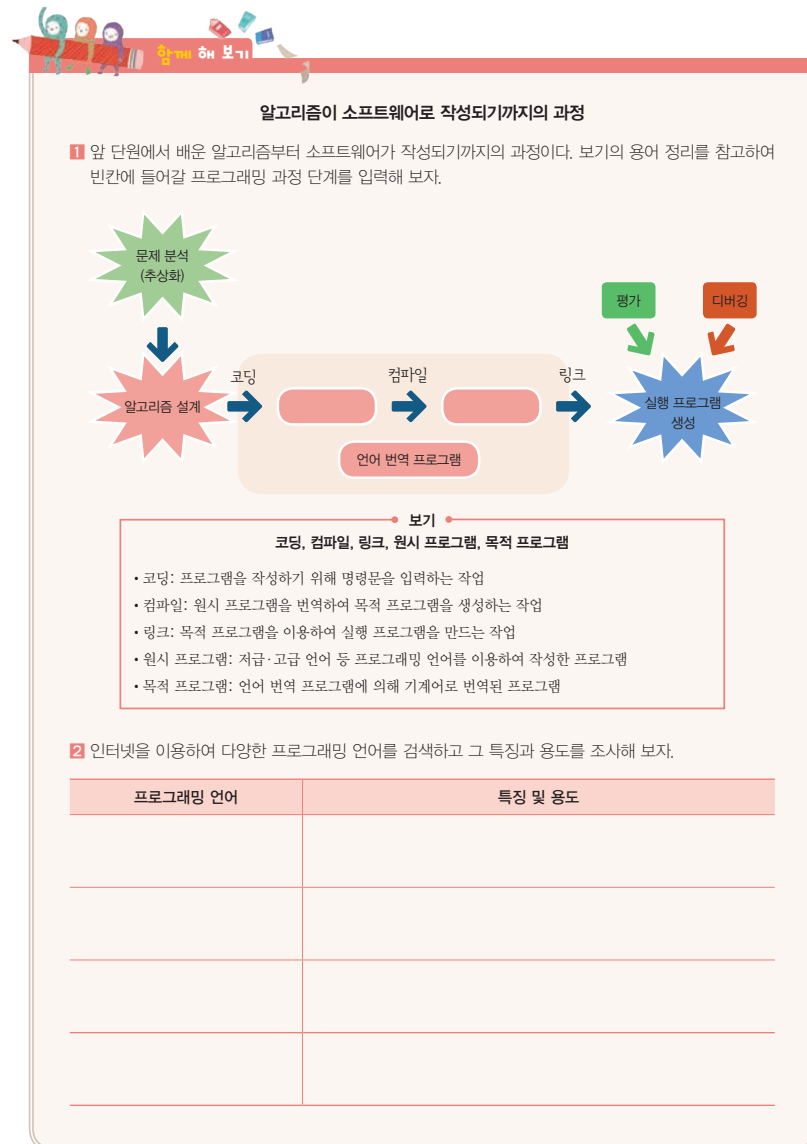 함께 해 보기
알고리즘이 소프트웨어로 작성되기까지의 과정
1 앞 단원에서 배운 알고리즘부터 소프트웨어가 작성되기까지의 과정이다. 보기의 용어 정리를 참고하여
빈칸에 들어갈 프로그래밍 과정 단계를 입력해 보자.
문제 분석
(추상화)
평가
디버깅
코딩
컴파일
링크
알고리즘 설계
실행 프로그램
생성
언어 번역 프로그램
보기
코딩, 컴파일, 링크, 원시 프로그램, 목적 프로그램
• 코딩: 프로그램을 작성하기 위해 명령문을 입력하는 작업
• 컴파일: 원시 프로그램을 번역하여 목적 프로그램을 생성하는 작업
• 링크: 목적 프로그램을 이용하여 실행 프로그램을 만드는 작업
• 원시 프로그램: 저급·고급 언어 등 프로그래밍 언어를 이용하여 작성한 프로그램
• 목적 프로그램: 언어 번역 프로그램에 의해 기계어로 번역된 프로그램
2 인터넷을 이용하여 다양한 프로그래밍 언어를 검색하고 그 특징과 용도를 조사해 보자.
프로그래밍 언어
특징 및 용도